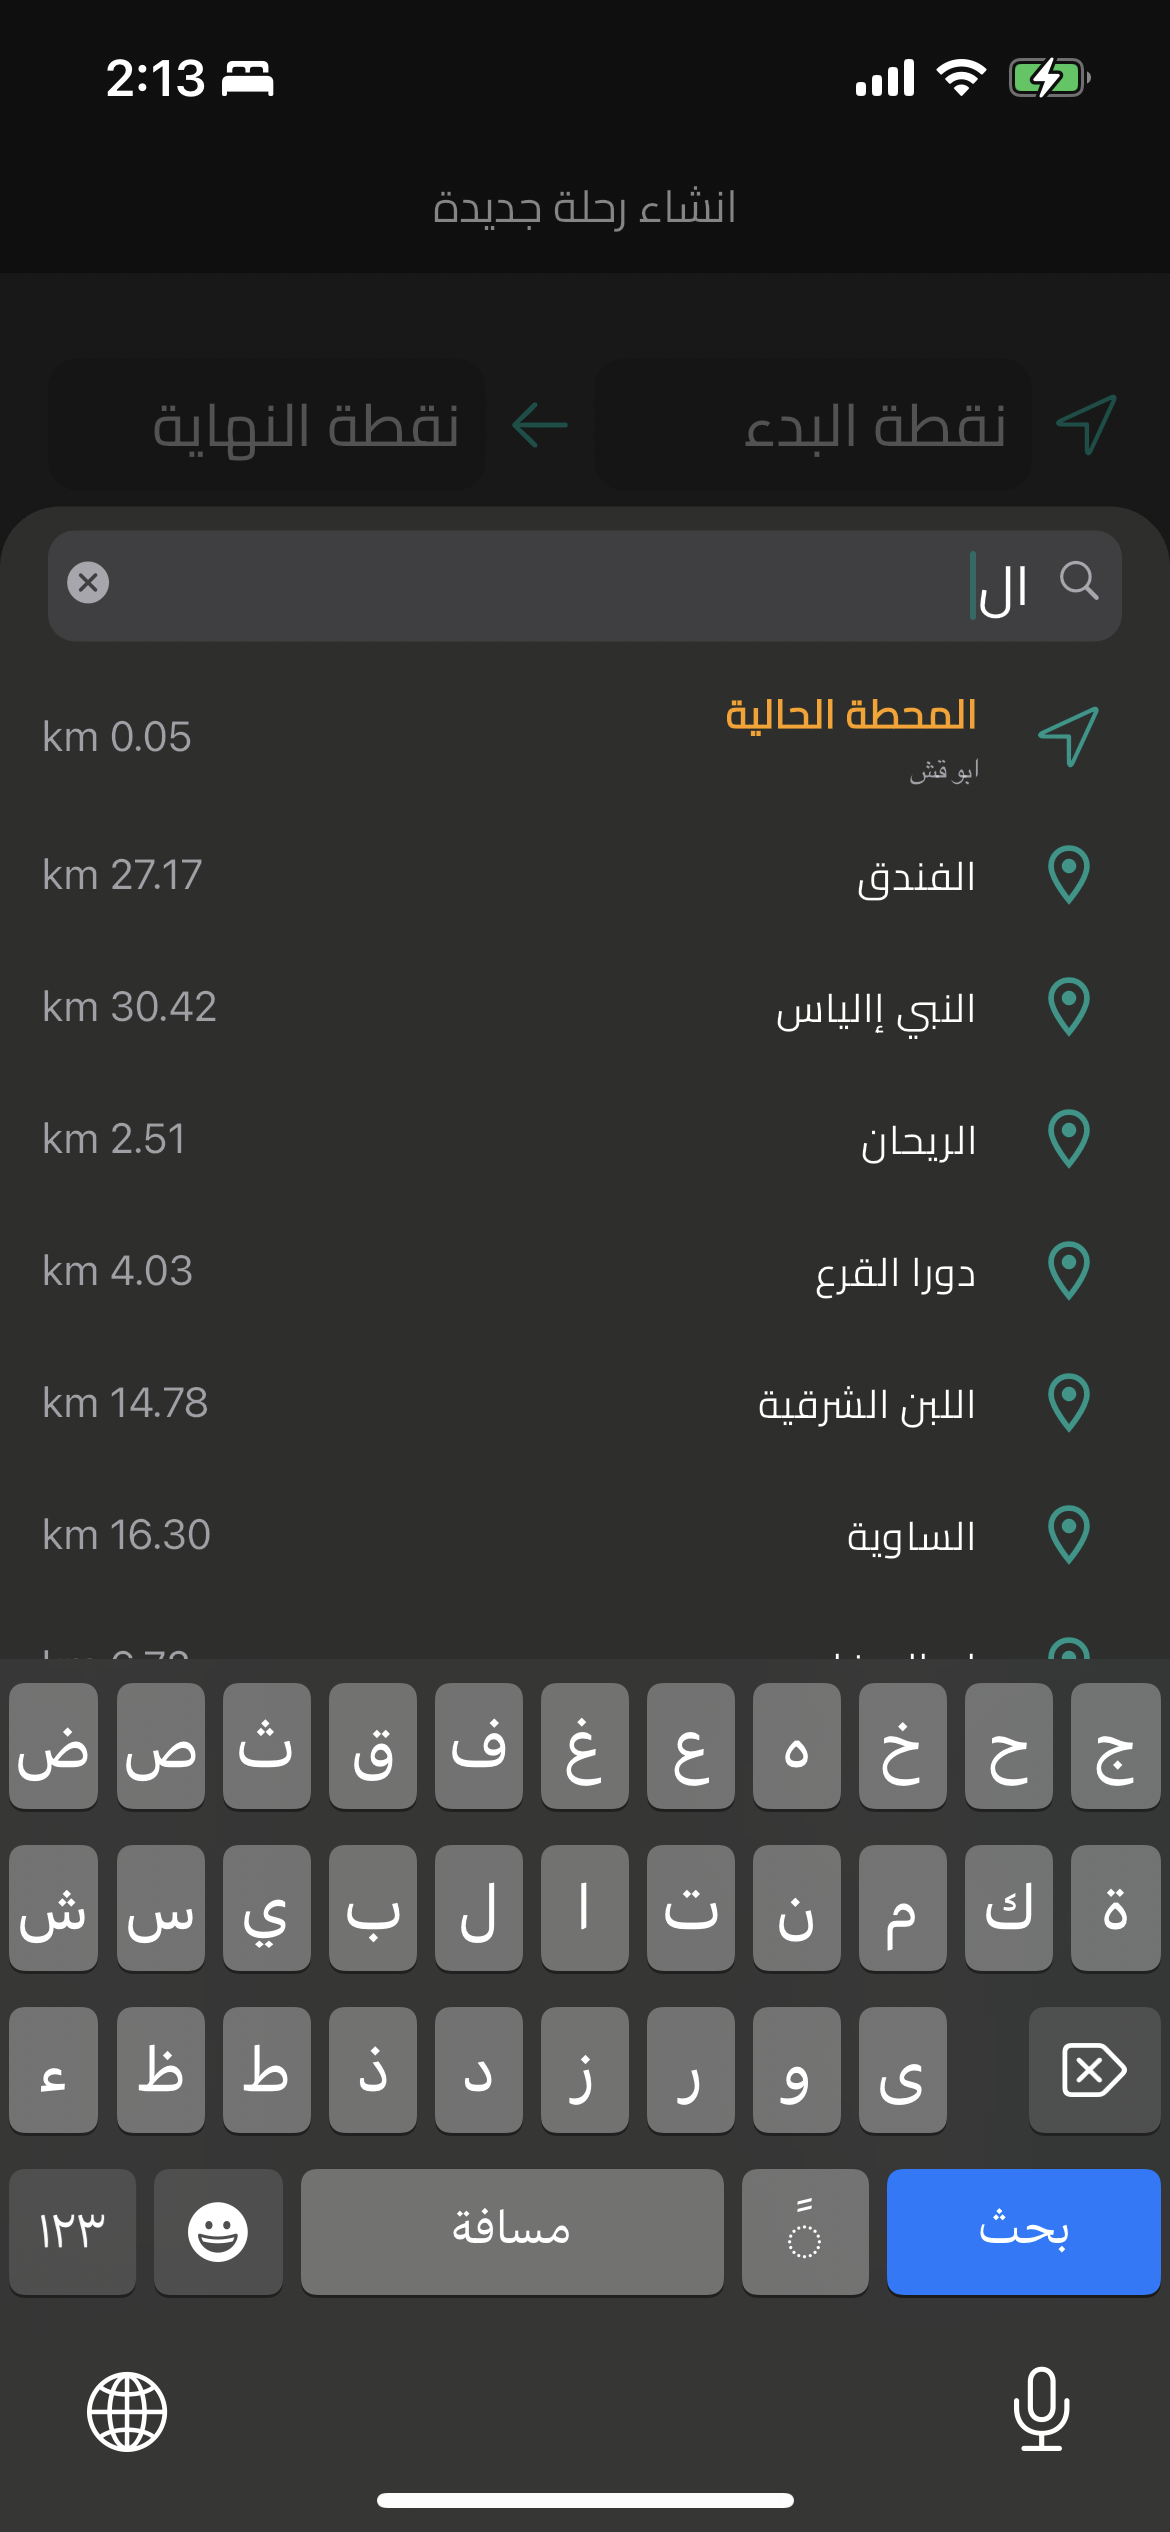 2:13
انشاء رحلة جديدة
نقطة البدء
نقطة النهاية
ال
المحطة الحالية
ابو قش
km 0.05
الفندق
km 27.17
النبي إالياس
km 30.42
الريحان
km 2.51
دورا القرع
km 4.03
اللبن الشرقية
km 14.78
الساوية
km 16.30
ج ح خ ه ع غ ف ق ث ص ض
ة ك م ن ت ا ل ب ي س ش
ى و ر ز د ذ ط ظ ء
بحث
مسافة
١٢٣